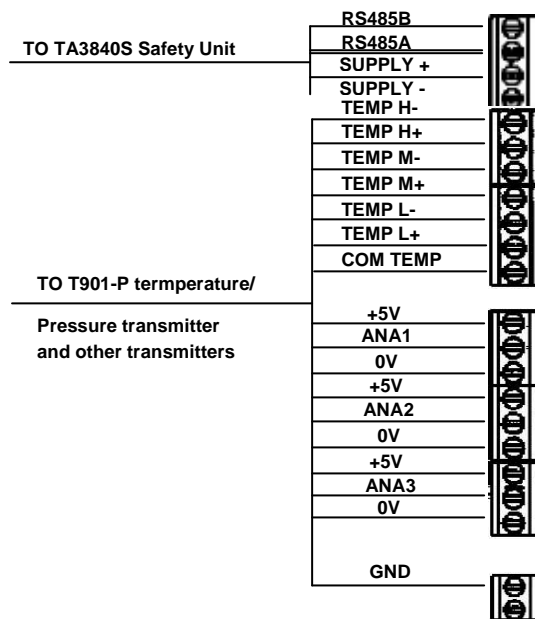 RS485B
RS485A
TO TA3840S Safety Unit
SUPPLY +
SUPPLY -
TEMP H-
TEMP H+
TEMP M-
TEMP M+
TEMP L-
TEMP L+
COM TEMP
TO T901-P termperature/
Pressure transmitter
and other transmitters
+5V
ANA1
0V
+5V
ANA2
0V
+5V
ANA3
0V
GND